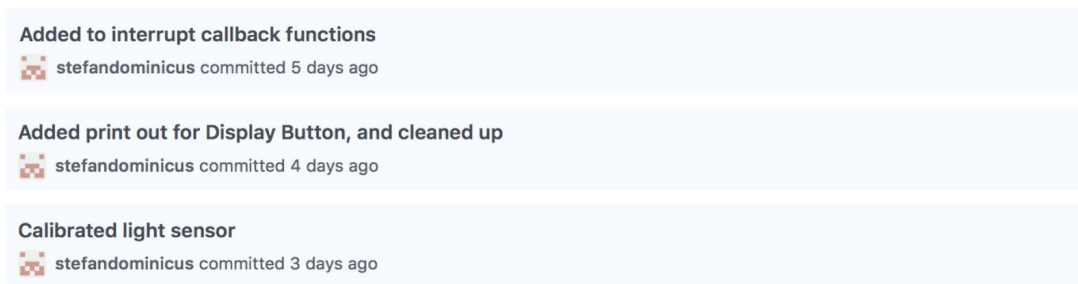 Added to interrupt callback functions
stefandominicus committed 5 days ago
Added print out for Display Button, and cleaned up
stefandominicus committed 4 days ago
Calibrated light sensor
stefandominicus committed 3 days ago